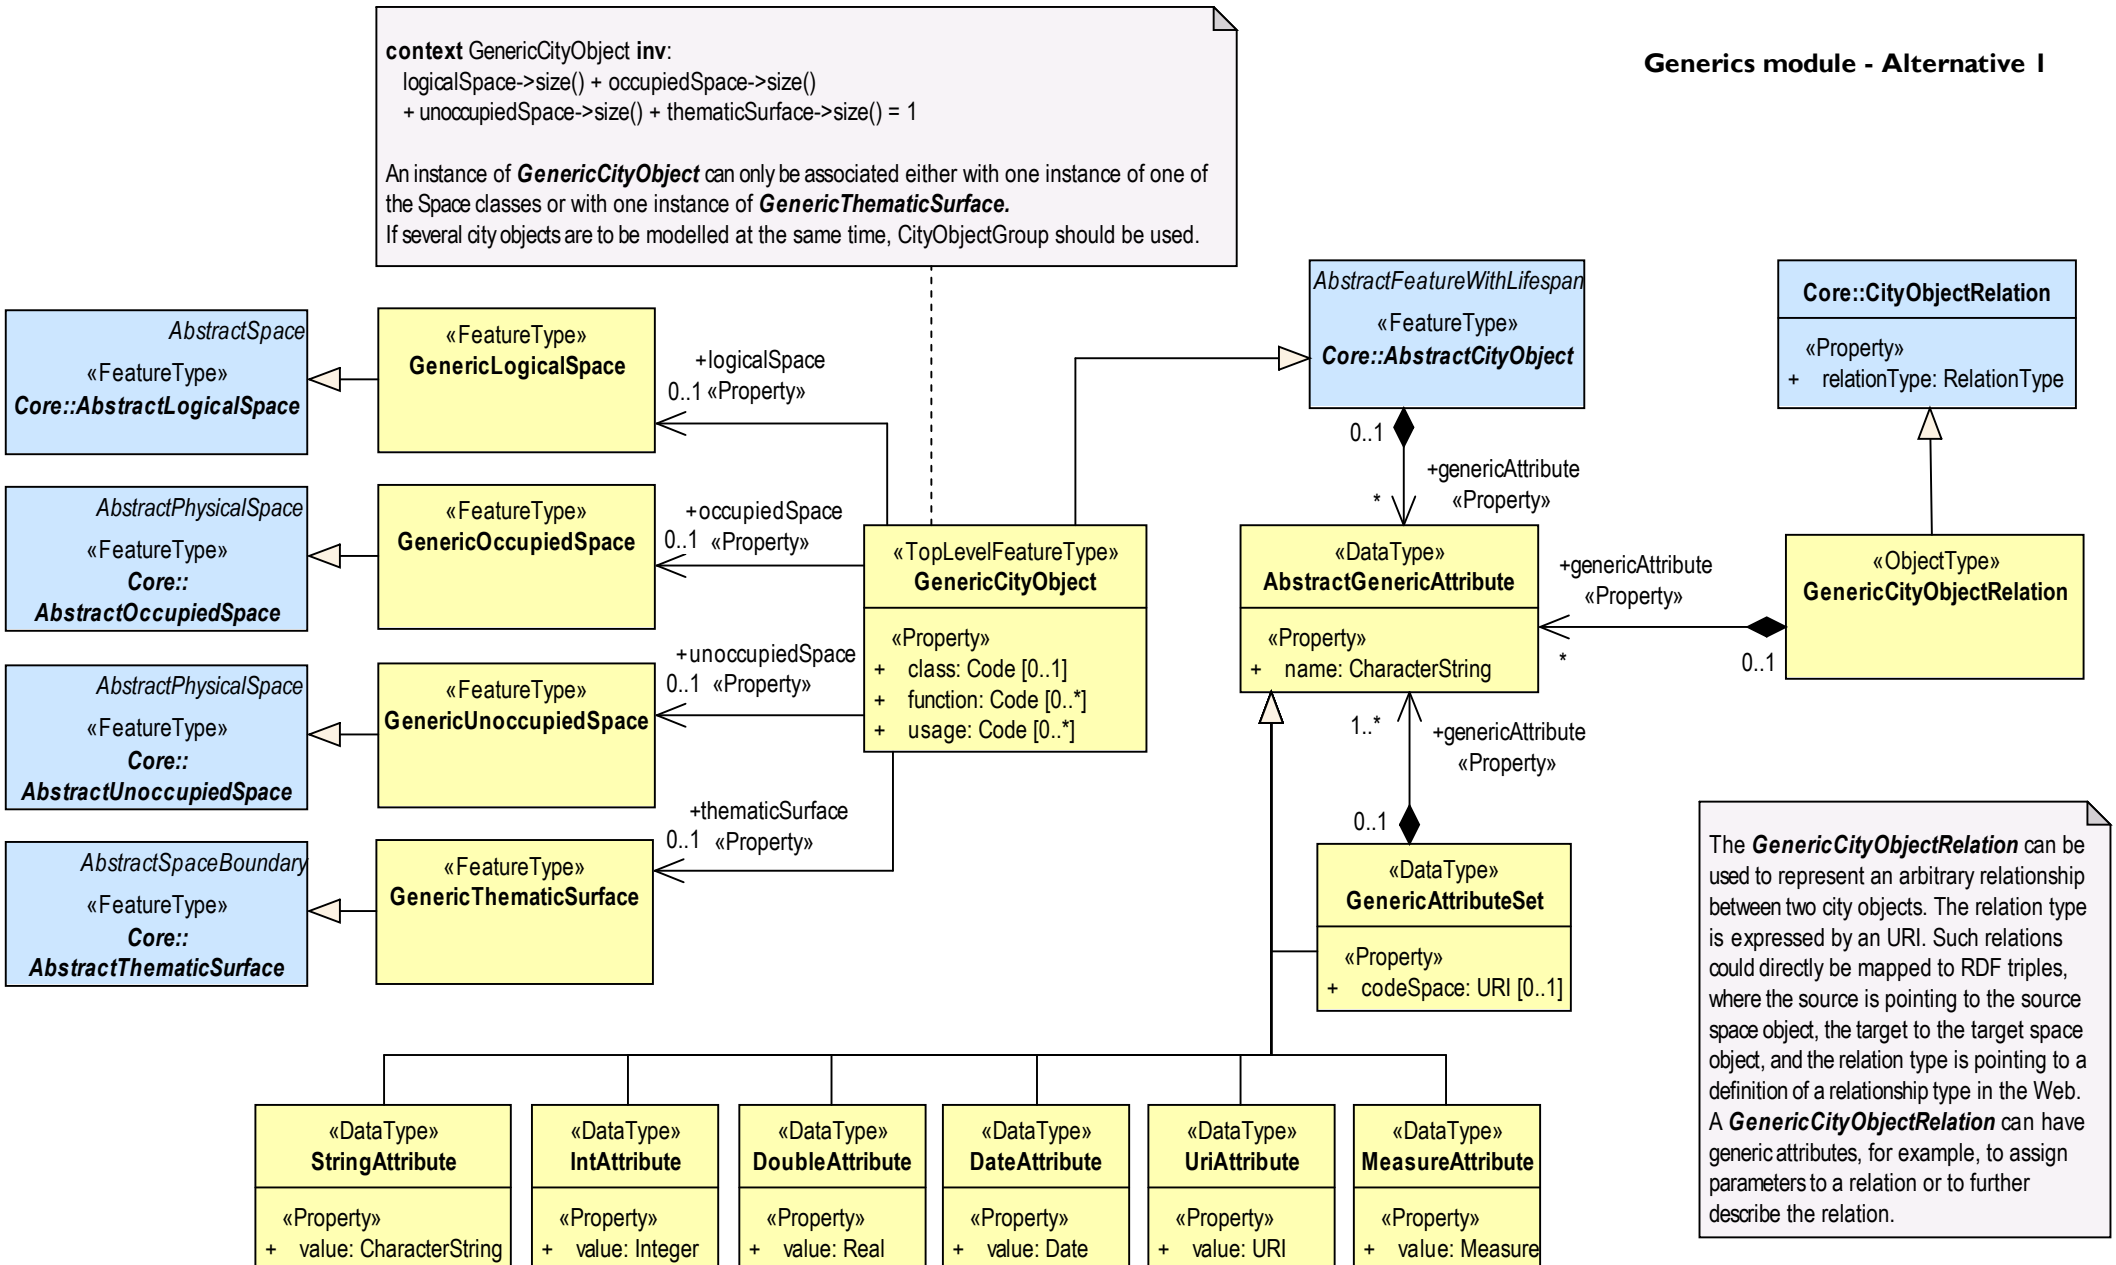 context GenericCityObject inv:
logicalSpace->size() + occupiedSpace->size()
+ unoccupiedSpace->size() + thematicSurface->size() = 1
An instance of GenericCityObject can only be associated either with one instance of one of
the Space classes or with one instance of GenericThematicSurface.
If several city objects are to be modelled at the same time, CityObjectGroup should be used.
Generics module - Alternative 1
AbstractSpace
«FeatureType»
Core::AbstractLogicalSpace
«FeatureType»
GenericLogicalSpace
+logicalSpace
0..1 «Property»
AbstractFeatureWithLifespan
«FeatureType»
Core::AbstractCityObject
Core::CityObjectRelation
«Property»
+ relationType: RelationType
0..1
+genericAttribute
«Property»
*
AbstractPhysicalSpace
«FeatureType»
Core::
AbstractOccupiedSpace
«FeatureType»
GenericOccupiedSpace
+occupiedSpace
0..1 «Property»
«TopLevelFeatureType»
GenericCityObject
«Property»
+ class: Code [0..1]
+ function: Code [0..*]
+ usage: Code [0..*]
«DataType»
AbstractGenericAttribute
«Property»
+ name: CharacterString
+genericAttribute
«Property»
*
0..1
«ObjectType»
GenericCityObjectRelation
AbstractPhysicalSpace
«FeatureType»
Core::
AbstractUnoccupiedSpace
«FeatureType»
GenericUnoccupiedSpace
+unoccupiedSpace
0..1 «Property»
1..*
+genericAttribute
«Property»
0..1
AbstractSpaceBoundary
«FeatureType»
Core::
AbstractThematicSurface
«FeatureType»
GenericThematicSurface
+thematicSurface
0..1 «Property»
«DataType»
GenericAttributeSet
«Property»
+ codeSpace: URI [0..1]
The GenericCityObjectRelation can be
used to represent an arbitrary relationship
between two city objects. The relation type
is expressed by an URI. Such relations
could directly be mapped to RDF triples,
where the source is pointing to the source
space object, the target to the target space
object, and the relation type is pointing to a
definition of a relationship type in the Web.
A GenericCityObjectRelation can have
generic attributes, for example, to assign
parameters to a relation or to further
describe the relation.
«DataType»
StringAttribute
«Property»
+ value: CharacterString
«DataType»
IntAttribute
«Property»
+ value: Integer
«DataType»
DoubleAttribute
«Property»
+ value: Real
«DataType»
DateAttribute
«Property»
+ value: Date
«DataType»
UriAttribute
«Property»
+ value: URI
«DataType»
MeasureAttribute
«Property»
+ value: Measure